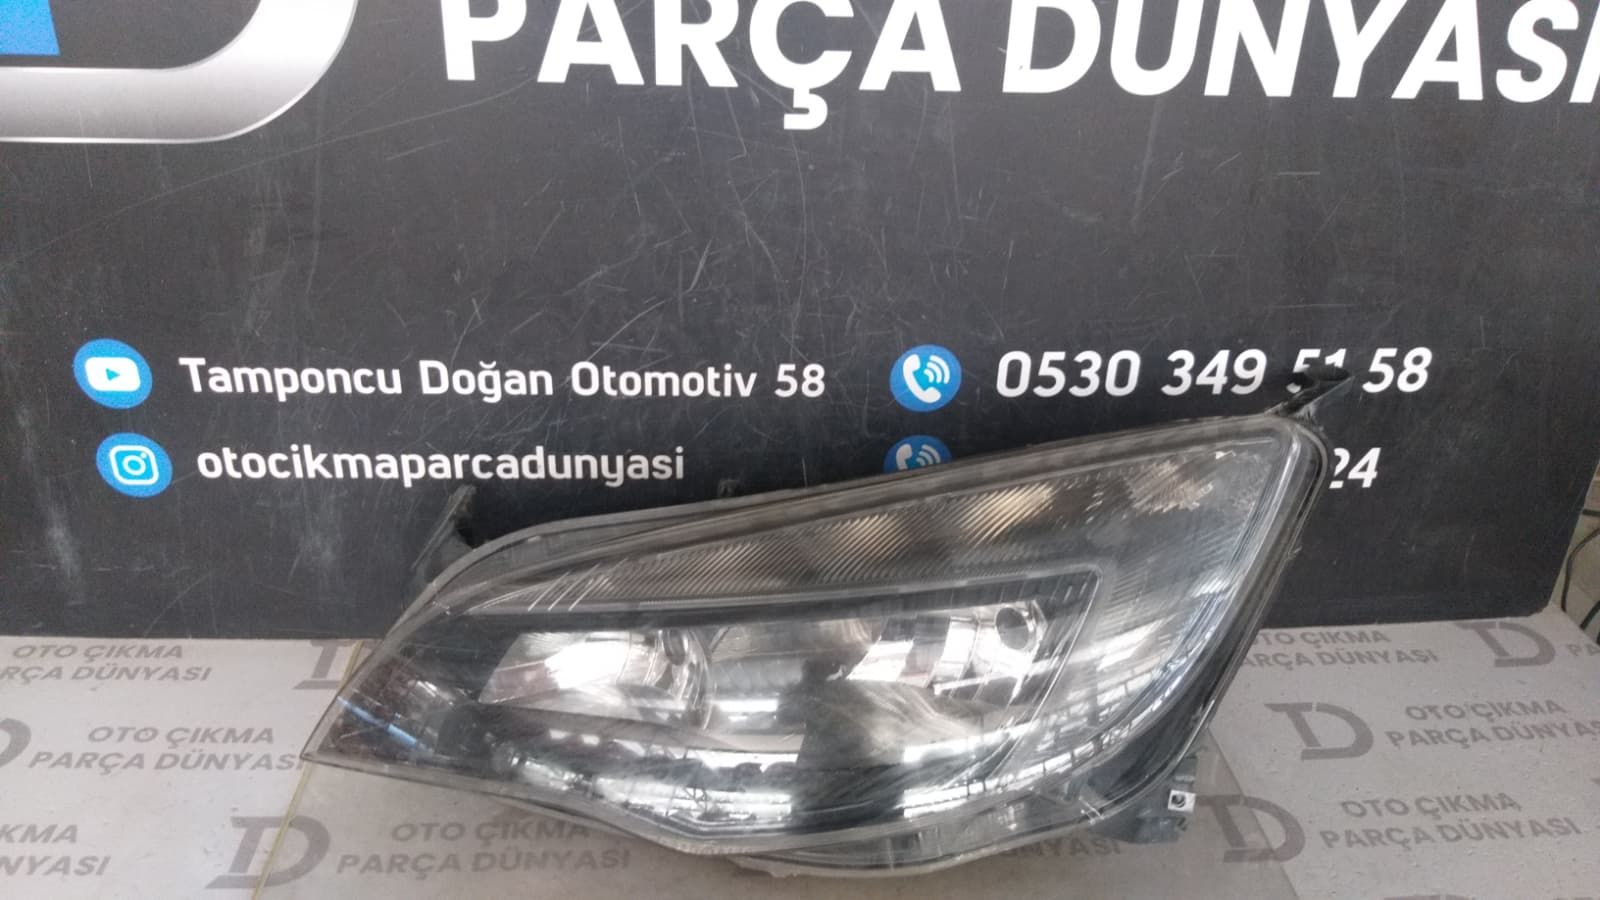 PARÇA DÜNYASI
Tamponcu Doğan Otomotiv 58
0530 349 51 58
otocikmaparcadunyasi
24
OTO ÇIKMA
PARÇA DÜNYASI
OTO ÇIKMA
PARÇA DÜNYASI
OTO ÇIKMA
PARÇA DÜNYASI
OTO ÇIKMA
PARÇA DÜNYASI
OTO ÇIKMA
PARÇA DÜNYASI
OTO ÇIKMA
PARÇA DÜNYASI